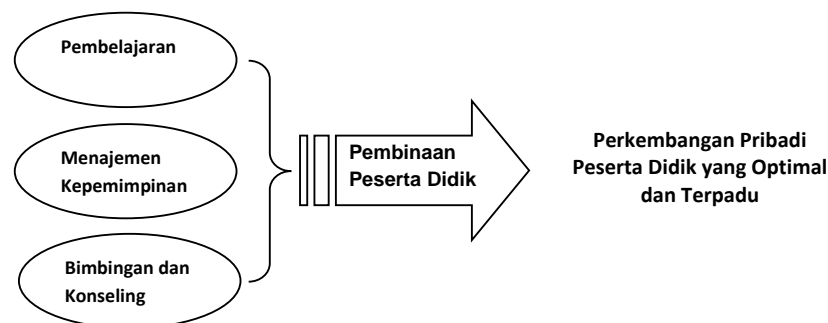 Pembelajaran
Menajemen
Kepemimpinan
Bimbingan dan
Konseling
Pembinaan
Peserta Didik
Perkembangan Pribadi
Peserta Didik yang Optimal
dan Terpadu